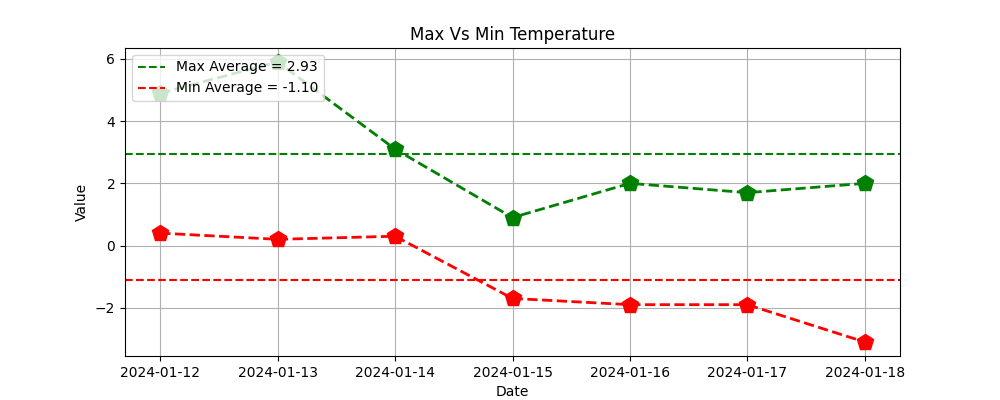 Max Vs Min Temperature
Max Average = 2.93
Min Average = -1.10
6
4
2
0
−2
Value
2024-01-12 2024-01-13 2024-01-14 2024-01-15 2024-01-16 2024-01-17 2024-01-18
Date